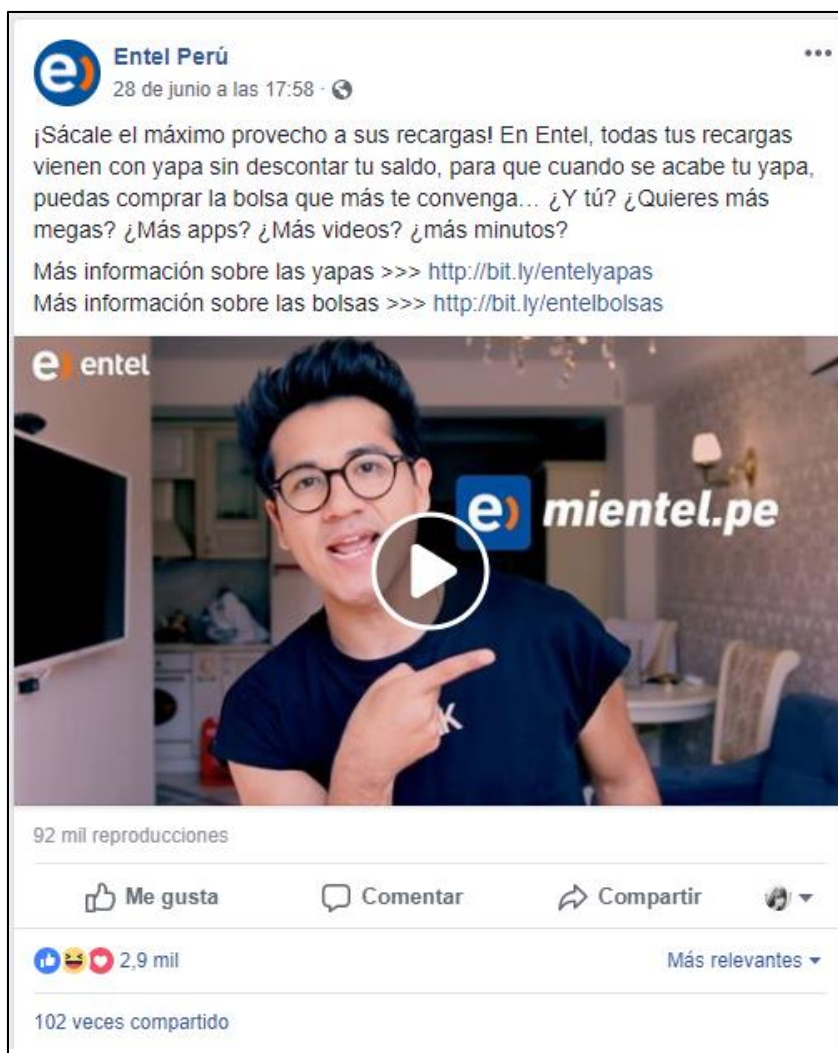 Entel Perú
28 de junio a las 17:58 ·
¡Sácale el máximo provecho a sus recargas! En Entel, todas tus recargas
vienen con yapa sin descontar tu saldo, para que cuando se acabe tu yapa,
puedas comprar la bolsa que más te convenga… ¿Y tú? ¿Quieres más
megas? ¿Más apps? ¿Más videos? ¿más minutos?
Más información sobre las yapas >>> http://bit.ly/entelyapas
Más información sobre las bolsas >>> http://bit.ly/entelbolsas
e) entel
e) mientel.pe
K
92 mil reproducciones
Me gusta
Comentar
Compartir
2,9 mil
Más relevantes
102 veces compartido